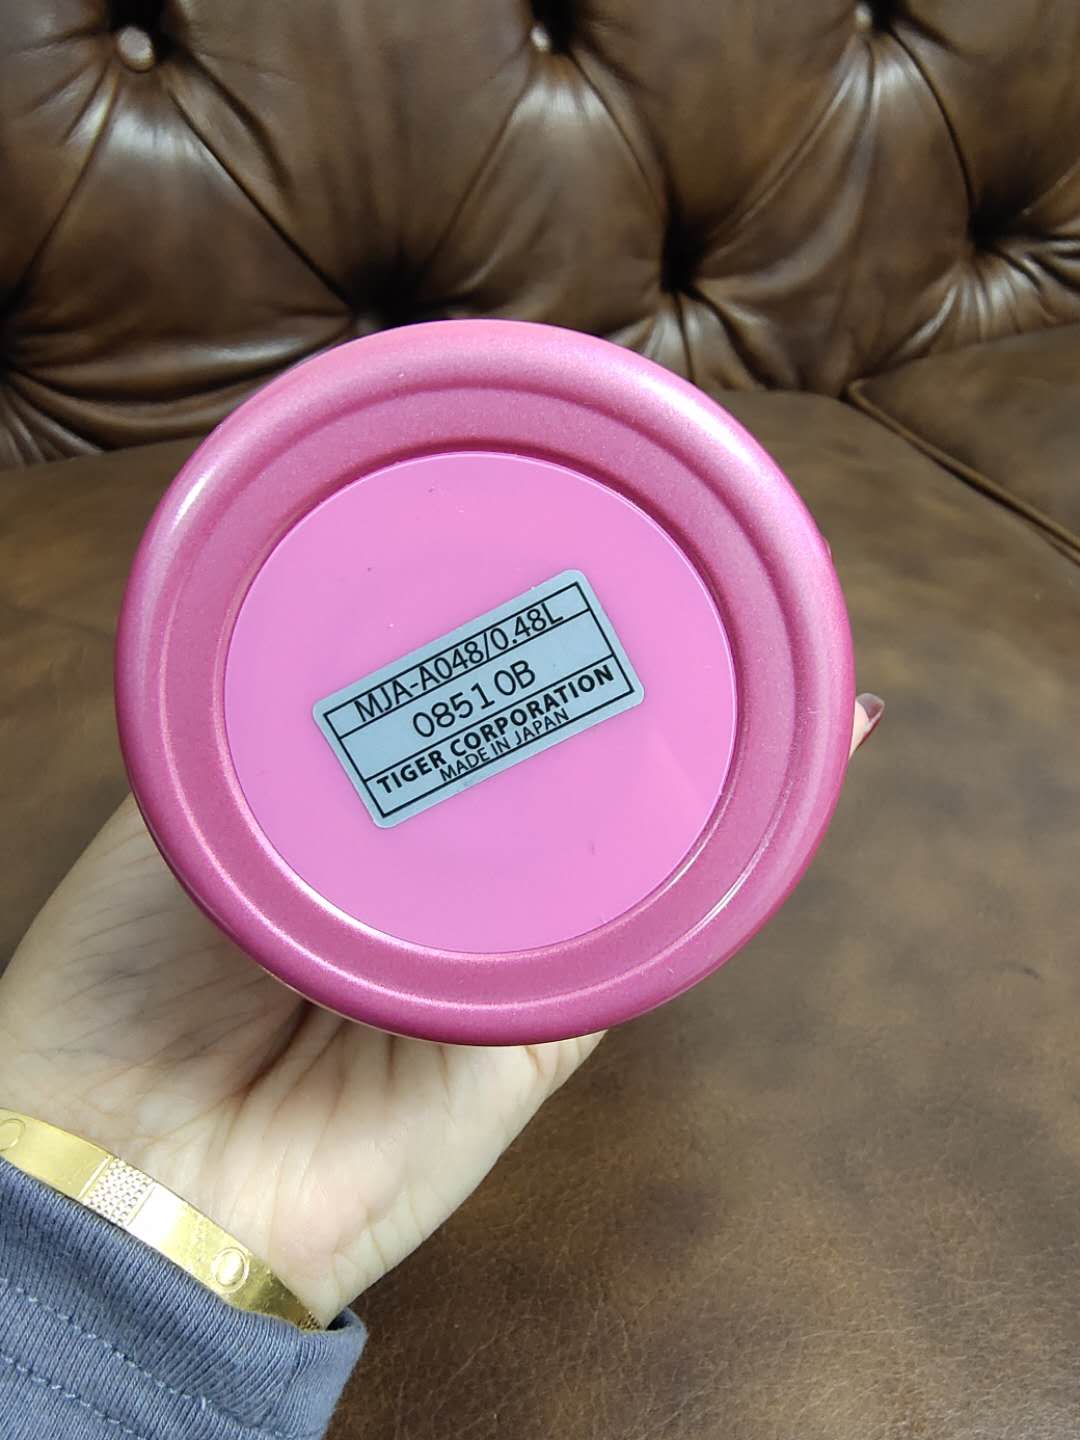 MJA-A048/0.48L
08510B
TIGER CORPORATION
MADE IN JAPAN